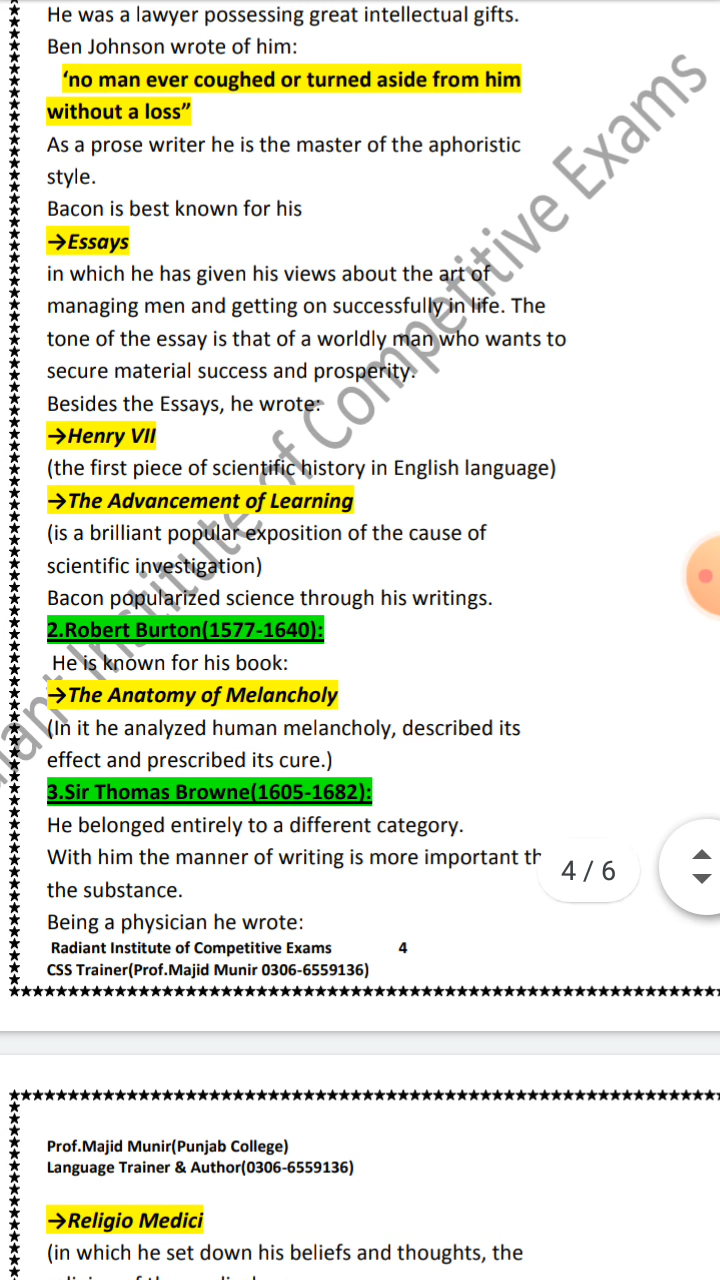 He was a lawyer possessing great intellectual gifts.
Ben Johnson wrote of him:
‘no man ever coughed or turned aside from him
without a loss”
As a prose writer he is the master of the aphoristic
style.
Bacon is best known for his
→Essays
in which he has given his views about the art of
managing men and getting on successfully in life. The
tone of the essay is that of a worldly man who wants to
secure material success and prosperity.
Besides the Essays, he wrote:
→Henry VII
(the first piece of scientific history in English language)
→The Advancement of Learning
(is a brilliant popular exposition of the cause of
scientific investigation)
Bacon popularized science through his writings.
2.Robert Burton(1577-1640):
He is known for his book:
→The Anatomy of Melancholy
(In it he analyzed human melancholy, described its
effect and prescribed its cure.)
3.Sir Thomas Browne(1605-1682):
He belonged entirely to a different category.
With him the manner of writing is more important th
the substance.
Being a physician he wrote:
Radiant Institute of Competitive Exams 4
CSS Trainer(Prof.Majid Munir 0306-6559136)
4 / 6
Prof.Majid Munir(Punjab College)
Language Trainer & Author(0306-6559136)
→Religio Medici
(in which he set down his beliefs and thoughts, the
iant Institute of Competitive Exams